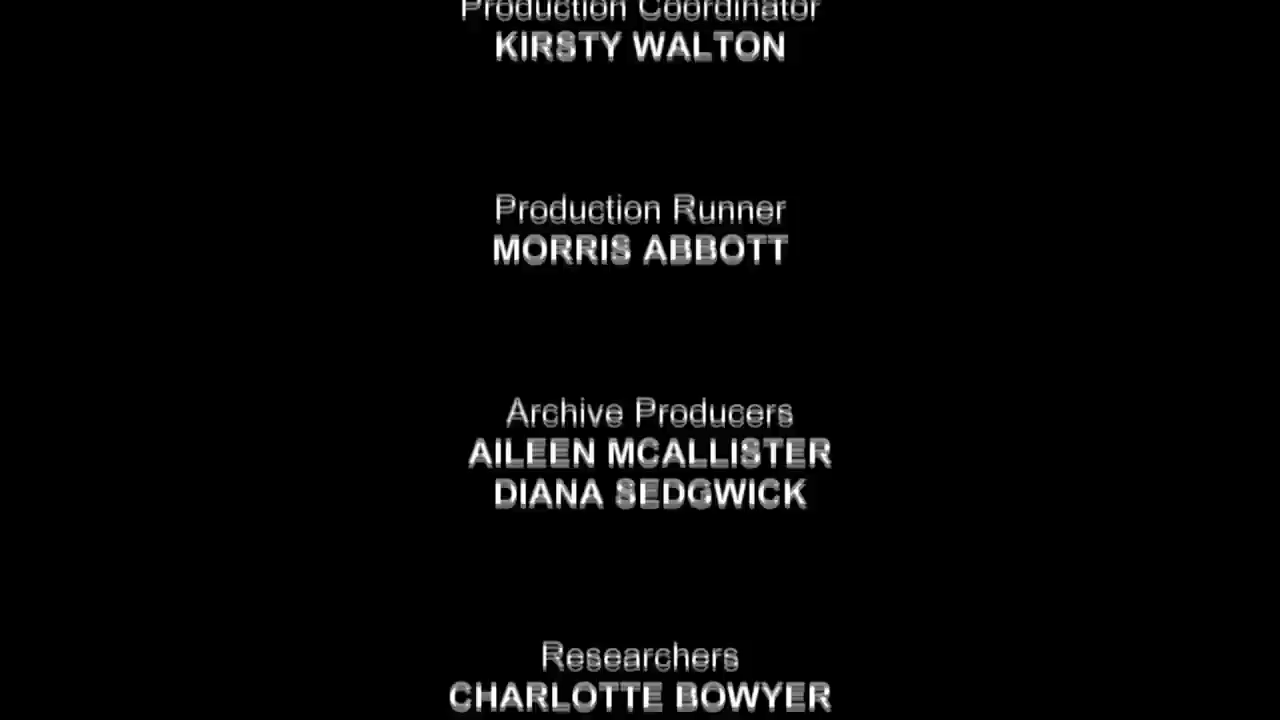 Production Coordinator
KIRSTY WALTON
Production Runner
MORRIS ABBOTT
Archive Producers
AILEEN MCALLISTER
DIANA SEDGWICK
Researchers
CHARLOTTE BOWYER